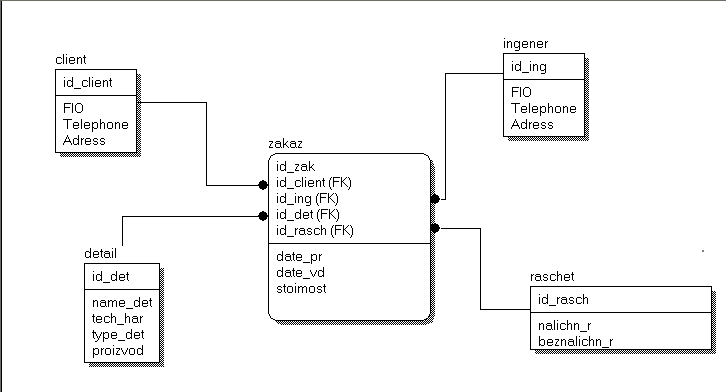 client
id_client
FIO
Telephone
Adress
ingener
id_ing
FIO
Telephone
Adress
zakaz
id_zak
id_client (FK)
id_ing (FK)
id_det (FK)
id_rasch (FK)
date_pr
date_vd
stoimost
detail
id_det
name_det
tech_har
type_det
proizvod
raschet
id_rasch
nalichn_r
beznalichn_r